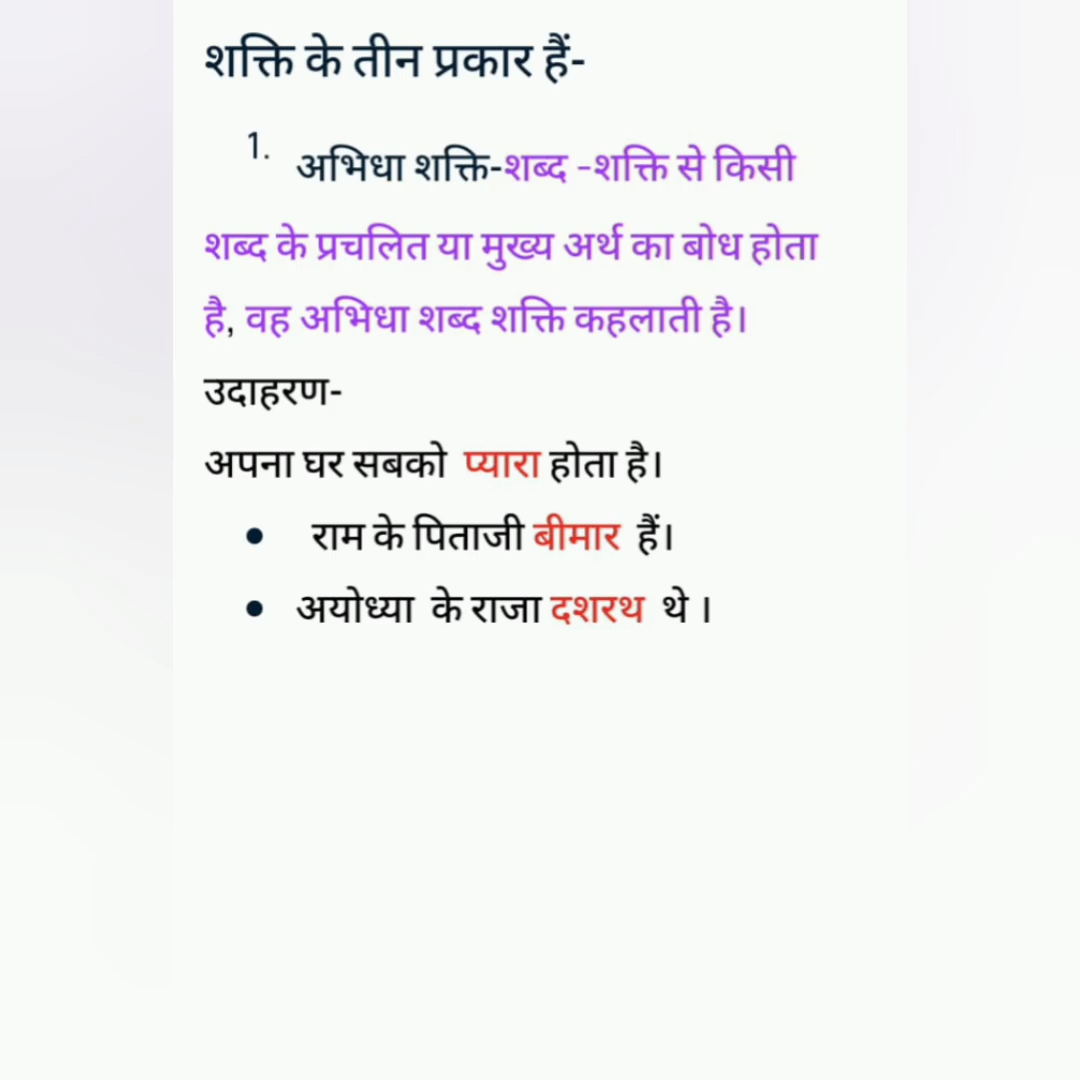 शक्ति के तीन प्रकार हैं-
1. अभिधा शक्ति-शब्द -शक्ति से किसी
शब्द के प्रचलित या मुख्य अर्थ का बोध होता
है, वह अभिधा शब्द शक्ति कहलाती है।
उदाहरण-
अपना घर सबको प्यारा होता है।
• राम के पिताजी बीमार हैं।
• अयोध्या के राजा दशरथ थे ।